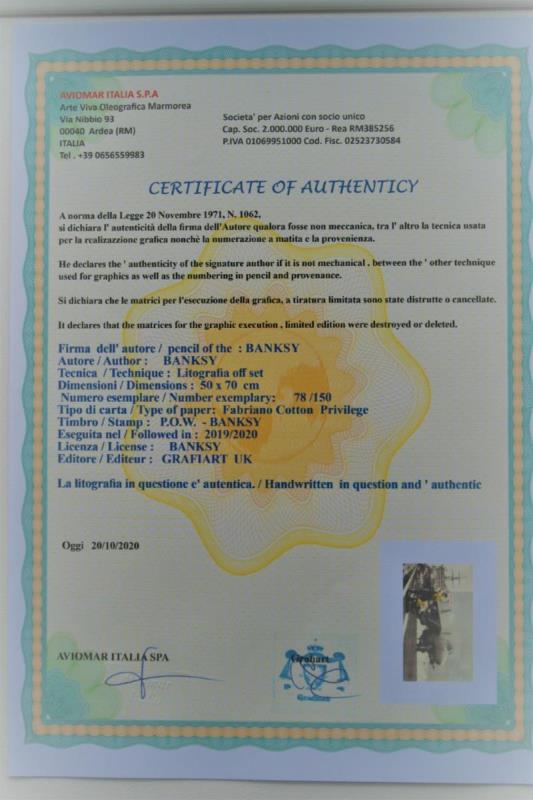 AVIOMAR ITALIA S.P.A
Arte Viva Oleografica Marmorea
Via Nibbio 93
00040 Ardea (RM)
ITALIA
Tel . +39 0656559983
Societa' per Azioni con socio unico
Cap. Soc. 2.000.000 Euro - Rea RM385256
P.IVA 01069951000 Cod. Fisc. 02523730584
CERTIFICATE OF AUTHENTICY
A norma della Legge 20 Novembre 1971, N. 1062,
si dichiara l' autenticità della firma dell'Autore qualora fosse non meccanica, tra l' altro la tecnica usata
per la realizazzione grafica nonchè la numerazione a matita e la provenienza.
He declares the ' authenticity of the signature author if it is not mechanical , between the ' other technique
used for graphics as well as the numbering in pencil and provenance.
Si dichiara che le matrici per l'esecuzione della grafica, a tiratura limitata sono state distrutte o cancellate.
It declares that the matrices for the graphic execution , limited edition were destroyed or deleted.
Firma dell' autore / pencil of the : BANKSY
Autore / Author : BANKSY
Tecnica / Technique : Litografia off set
Dimensioni / Dimensions : 50 x 70 cm
Numero esemplare / Number exemplary: 78 /150
Tipo di carta / Type of paper: Fabriano Cotton Privilege
Timbro / Stamp : P.O.W. - BANKSY
Eseguita nel / Followed in : 2019/2020
Licenza / License : BANKSY
Editore / Editeur : GRAFIART UK
La litografia in questione e' autentica. / Handwritten in question and ' authentic
Oggi 20/10/2020
AVIOMAR ITALIA SPA